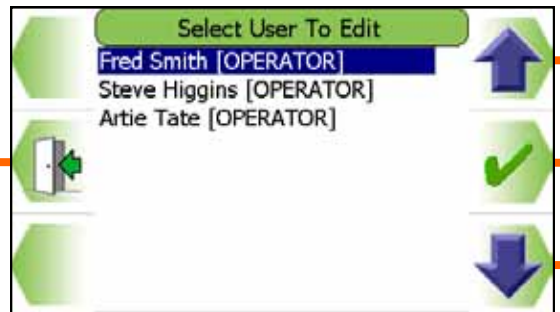 Select User To Edit
Fred Smith [OPERATOR]
Steve Higgins [OPERATOR]
Artie Tate [OPERATOR]